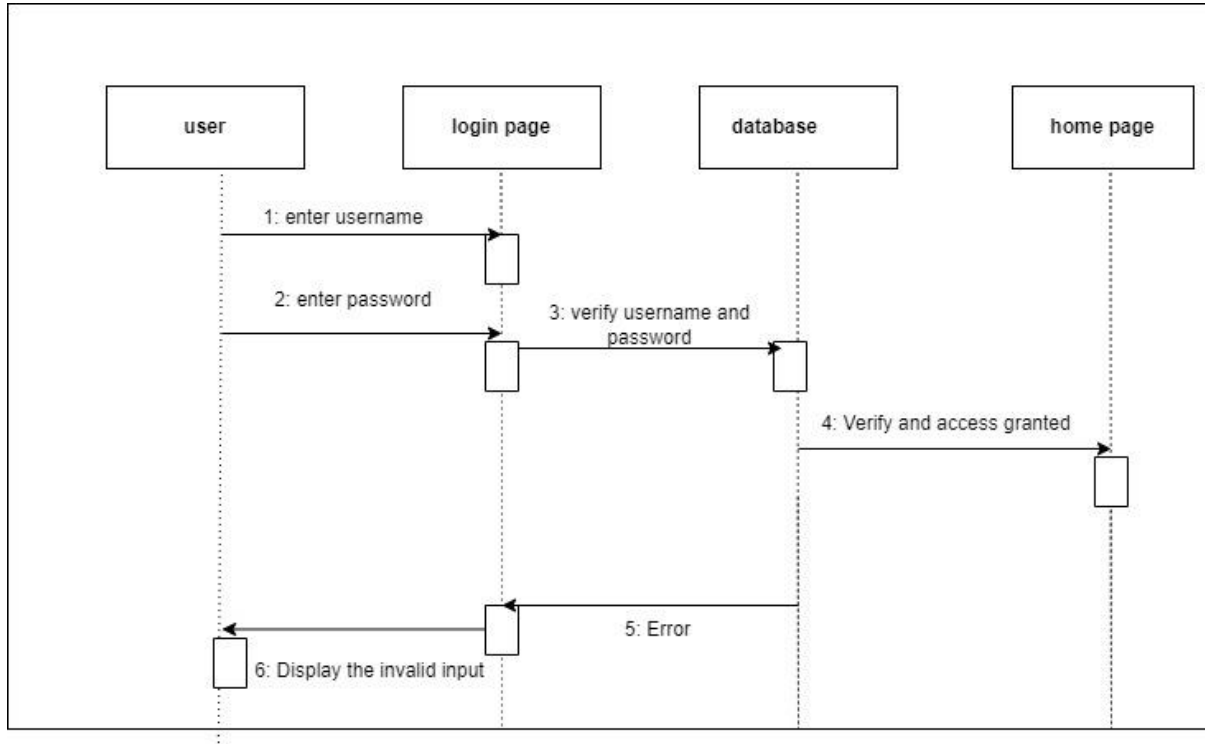 user
login page
database
home page
1: enter username
2: enter password
3: verify username and
password
4: Verify and access granted
5: Error
6: Display the invalid input